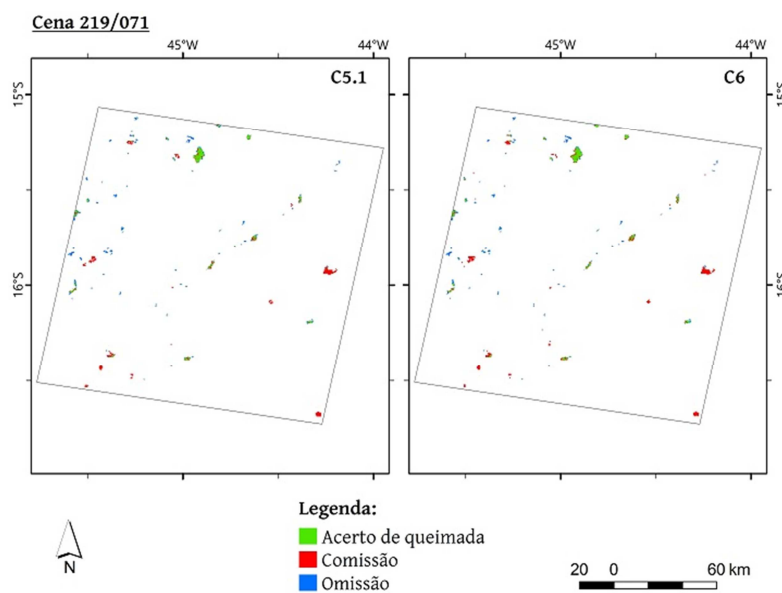 Cena 219/071
45°W 44°W 45°W 44°W
C5.1 C6
15°S 15°S
16°S 16°S
Legenda:
Acerto de queimada
Comissão
Omissão
N
20 0 60 km